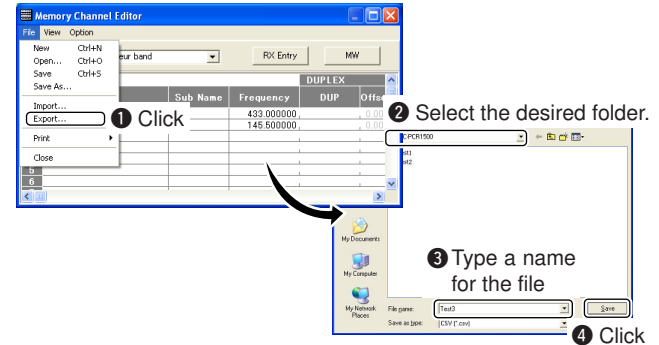 Memory Channel Editor
File View Option
New Ctrl+N
Open... Ctrl+O
Save Ctrl+S
Save As...
Import...
Export...
Print
Close
eur band
RX Entry
MW
DUPLEX
Sub Name Frequency DUP Offs
433.000000 0.00
145.500000 0.00
5
6
❶ Click
❷ Select the desired folder.
C-PCR1500
est1
est2
My Documents
My Computer
My Network Places
❸ Type a name
for the file
File name: Test3 Save
Save as type: CSV (*.csv)
❹ Click